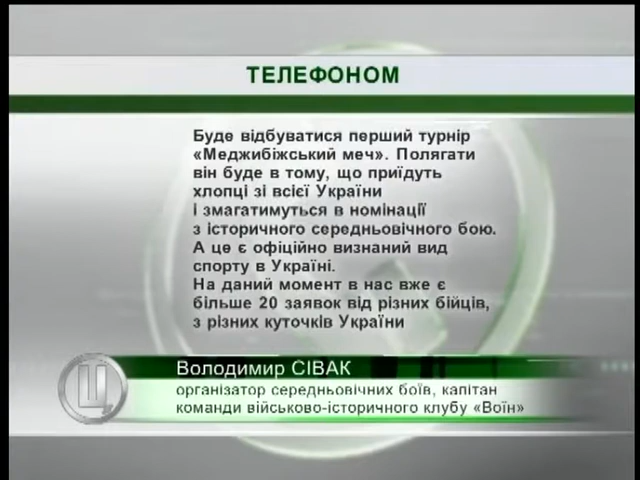 ТЕЛЕФОНОМ
Буде відбуватися перший турнір
«Меджибіжський меч». Полягати
він буде в тому, що приїдуть
хлопці зі всієї України
і змагатимуться в номінації
з історичного середньовічного бою.
А це є офіційно визнаний вид
спорту в Україні.
На даний момент в нас вже є
більше 20 заявок від різних бійців,
з різних куточків України
Володимир СІВАК
Ц
організатор середньовічних боїв, капітан
команди військово-історичного клубу «Воїн»